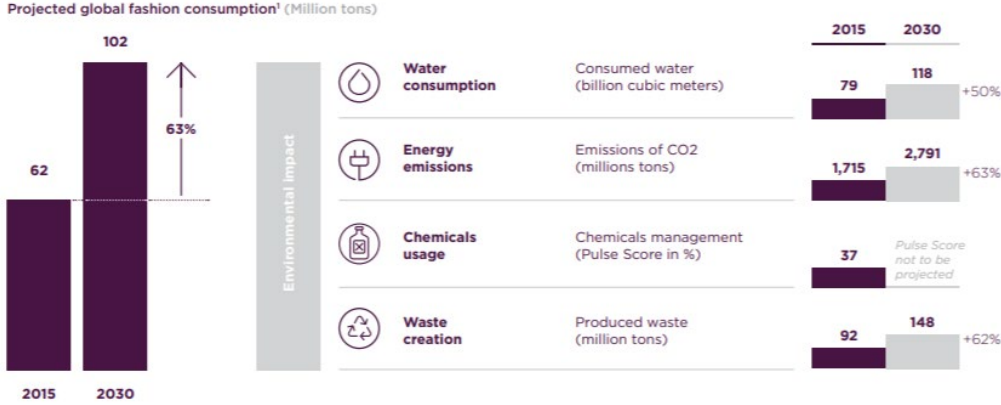 Projected global fashion consumption¹ (Million tons)
102
63%
62
2015
2030
Environmental impact
2015
2030
Water
consumption
Consumed water
(billion cubic meters)
79
118
+50%
Energy
emissions
Emissions of CO2
(millions tons)
1,715
2,791
+63%
Chemicals
usage
Chemicals management
(Pulse Score in %)
37
Pulse Score
not to be
projected
Waste
creation
Produced waste
(million tons)
92
148
+62%